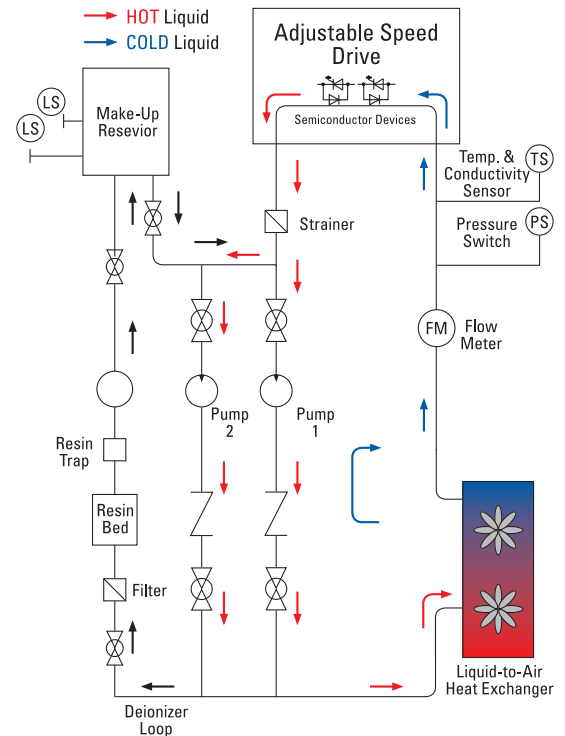 HOT Liquid
COLD Liquid
Adjustable Speed
Drive
Semiconductor Devices
LS
LS
Make-Up
Resevior
Temp. &
Conductivity
Sensor
TS
Pressure
Switch
PS
Strainer
FM
Flow
Meter
Pump
2
Pump
1
Resin
Trap
Resin
Bed
Filter
Liquid-to-Air
Heat Exchanger
Deionizer
Loop